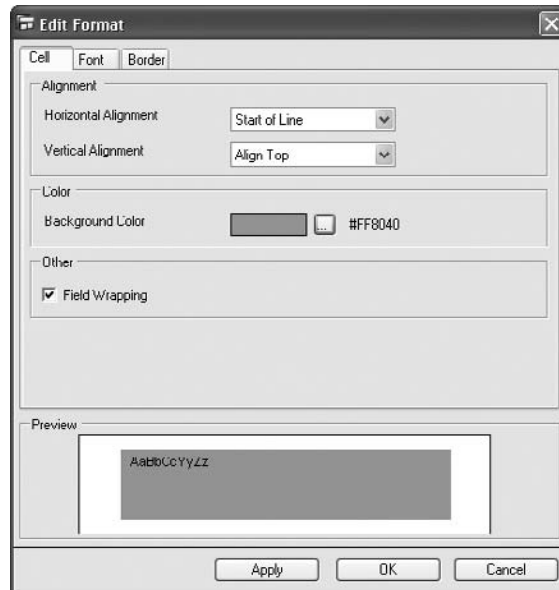 Edit Format
Cell Font Border
Alignment
Horizontal Alignment Start of Line
Vertical Alignment Align Top
Color
Background Color ... #FF8040
Other
Field Wrapping
Preview
AaBbCcYyZz
Apply OK Cancel